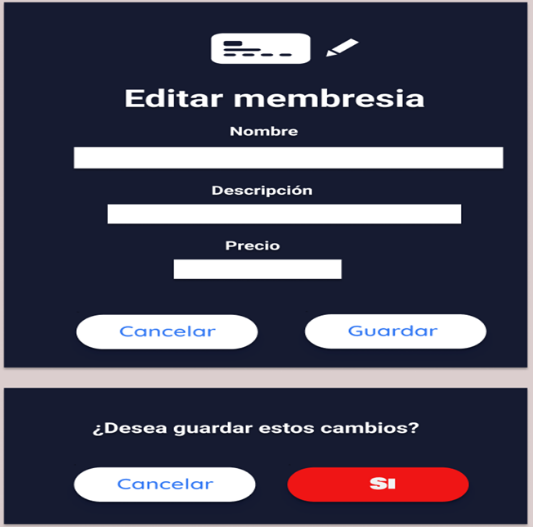 Editar membresia
Nombre
Descripción
Precio
Cancelar Guardar
¿Desea guardar estos cambios?
Cancelar SI